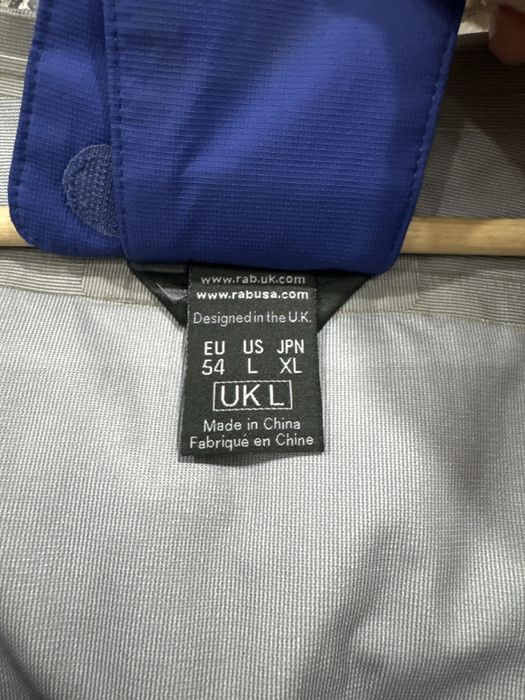 www.rab.uk.com
www.rabusa.com
Designed in the U.K.
EU US JPN
54 L XL
UK L
Made in China
Fabriqué en Chine